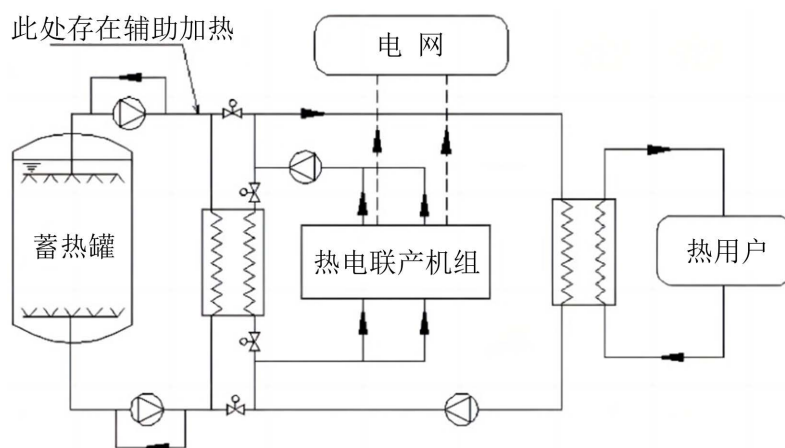 此处存在辅助加热
电 网
蓄热罐
热电联产机组
热用户